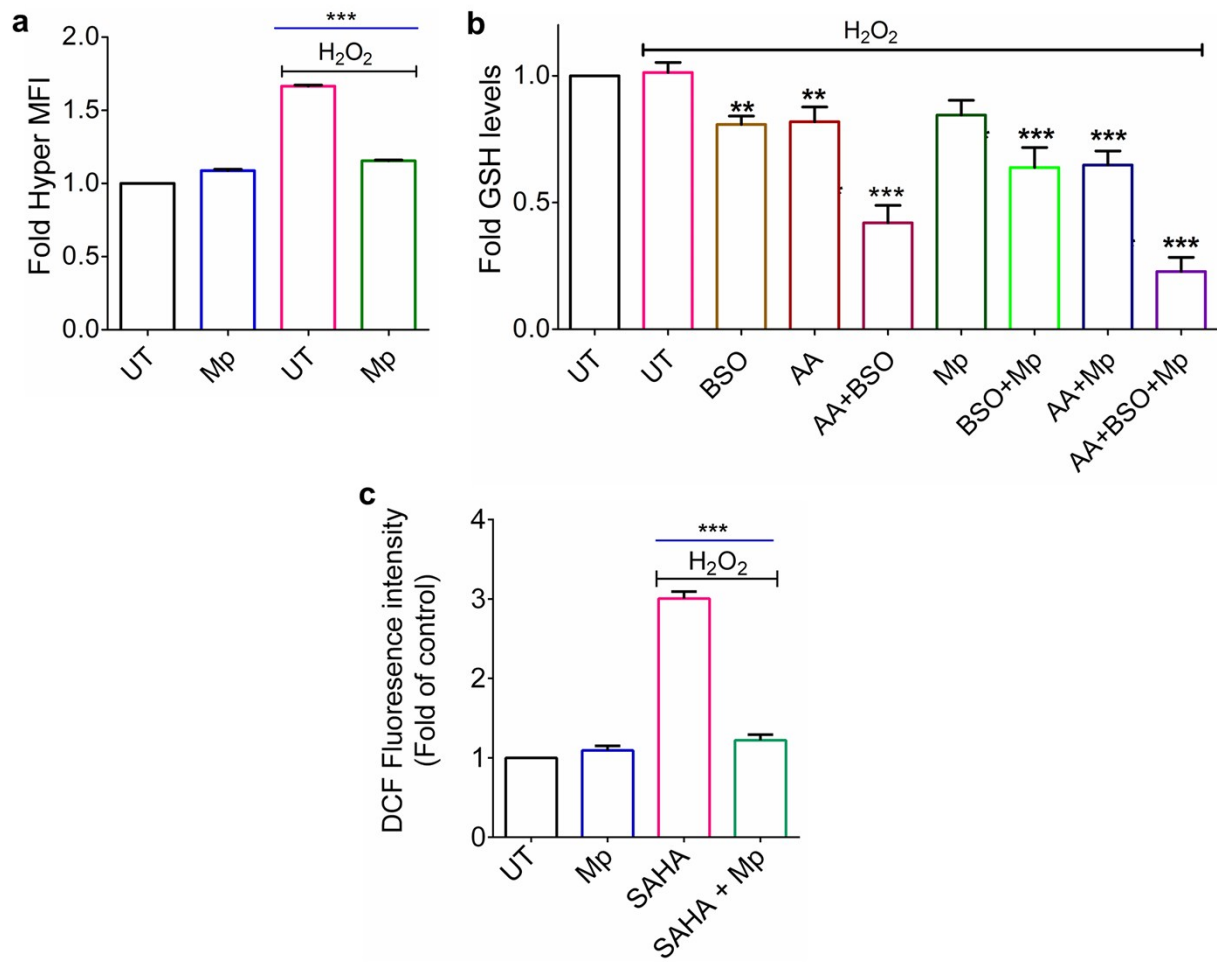 a
***
H₂O₂
Fold Hyper MFI
2.0
1.5
1.0
0.5
0.0
UT
Mp
UT
Mp
b
H₂O₂
Fold GSH levels
1.0
0.5
0.0
**
**
***
***
***
***
UT
UT
BSO
AA
AA+BSO
Mp
BSO+Mp
AA+Mp
AA+BSO+Mp
c
***
H₂O₂
DCF Fluoresence intensity
(Fold of control)
4
3
2
1
0
UT
Mp
SAHA
SAHA + Mp